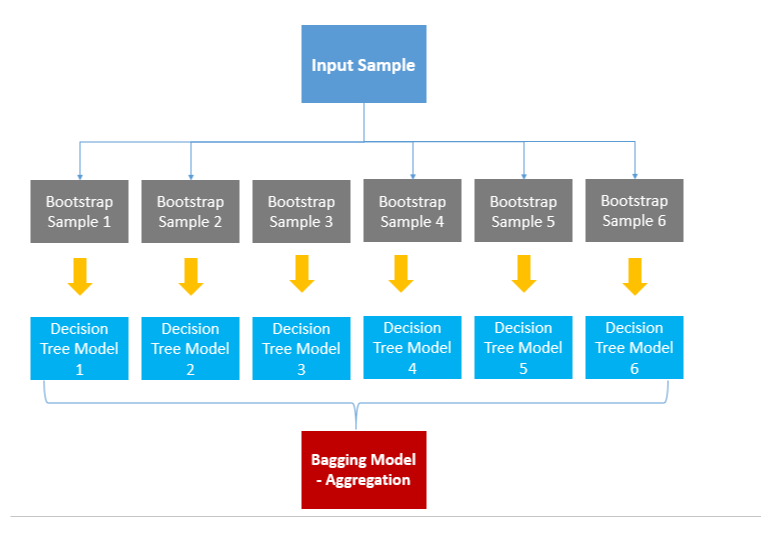 Input Sample
Bootstrap
Sample 1
Bootstrap
Sample 2
Bootstrap
Sample 3
Bootstrap
Sample 4
Bootstrap
Sample 5
Bootstrap
Sample 6
Decision
Tree Model
1
Decision
Tree Model
2
Decision
Tree Model
3
Decision
Tree Model
4
Decision
Tree Model
5
Decision
Tree Model
6
Bagging Model
- Aggregation